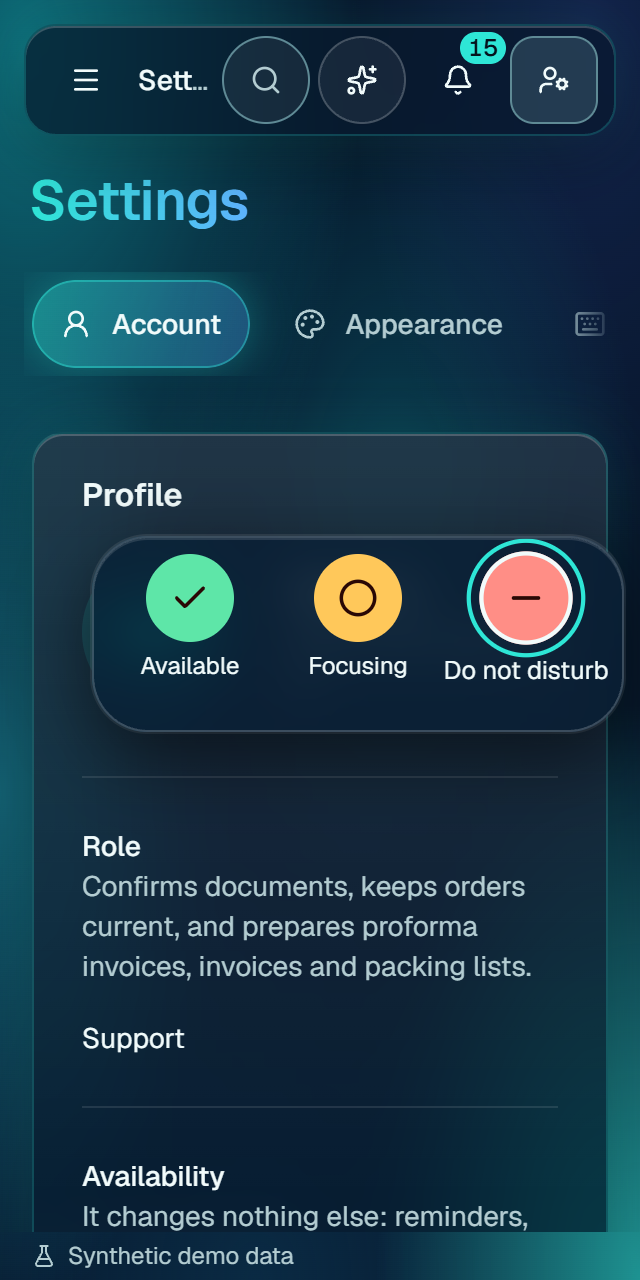 Sett...
15
Settings
Account
Appearance
Profile
Available
Focusing
Do not disturb
Role
Confirms documents, keeps orders
current, and prepares proforma
invoices, invoices and packing lists.
Support
Availability
It changes nothing else: reminders,
Synthetic demo data